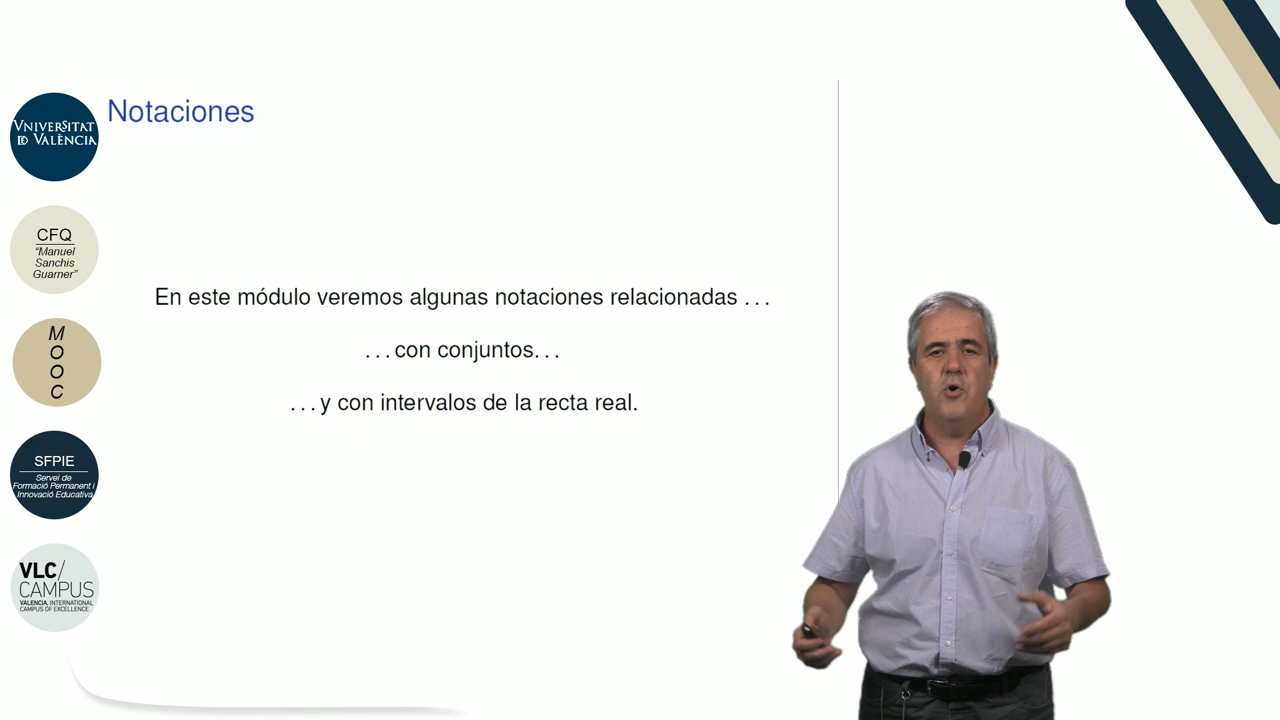 Notaciones
VNIVERSITAT
ID VALÈNCIA
CFQ
“Manuel
Sanchis
Guarner”
M
O
O
C
SFPIE
Servei de
Formació Permanent i
Innovació Educativa
VLC/
CAMPUS
VALENCIA, INTERNATIONAL
CAMPUS OF EXCELLENCE
En este módulo veremos algunas notaciones relacionadas ...
...con conjuntos...
...y con intervalos de la recta real.